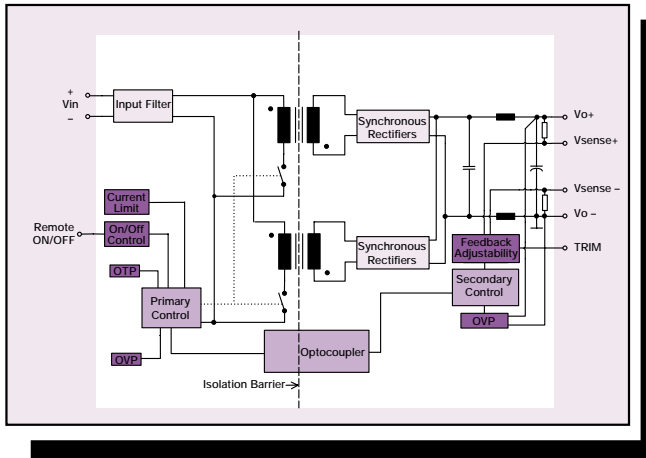 +
Vin
–
Input Filter
Synchronous
Rectifiers
Vo+
Vsense+
Vsense –
Vo –
Current
Limit
Remote
ON/OFF
On/Off
Control
Synchronous
Rectifiers
Feedback
Adjustability
TRIM
OTP
Primary
Control
Secondary
Control
OVP
Optocoupler
OVP
Isolation Barrier